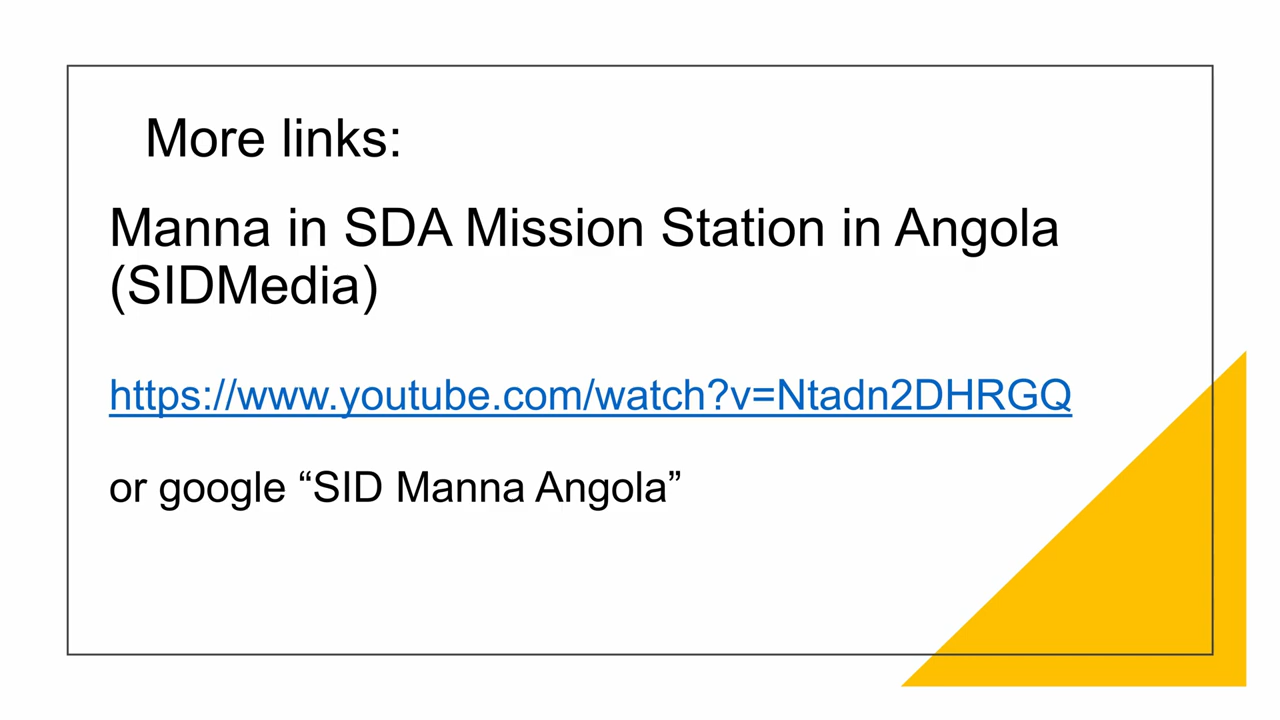 More links:
Manna in SDA Mission Station in Angola
(SIDMedia)
https://www.youtube.com/watch?v=Ntadn2DHRGQ
or google “SID Manna Angola”